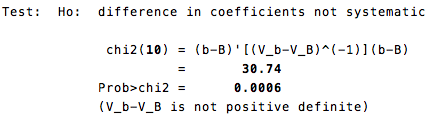 Test: Ho: difference in coefficients not systematic
chi2(10) = (b-B)'[(V_b-V_B)^(-1)](b-B)
= 30.74
Prob>chi2 = 0.0006
(V_b-V_B is not positive definite)